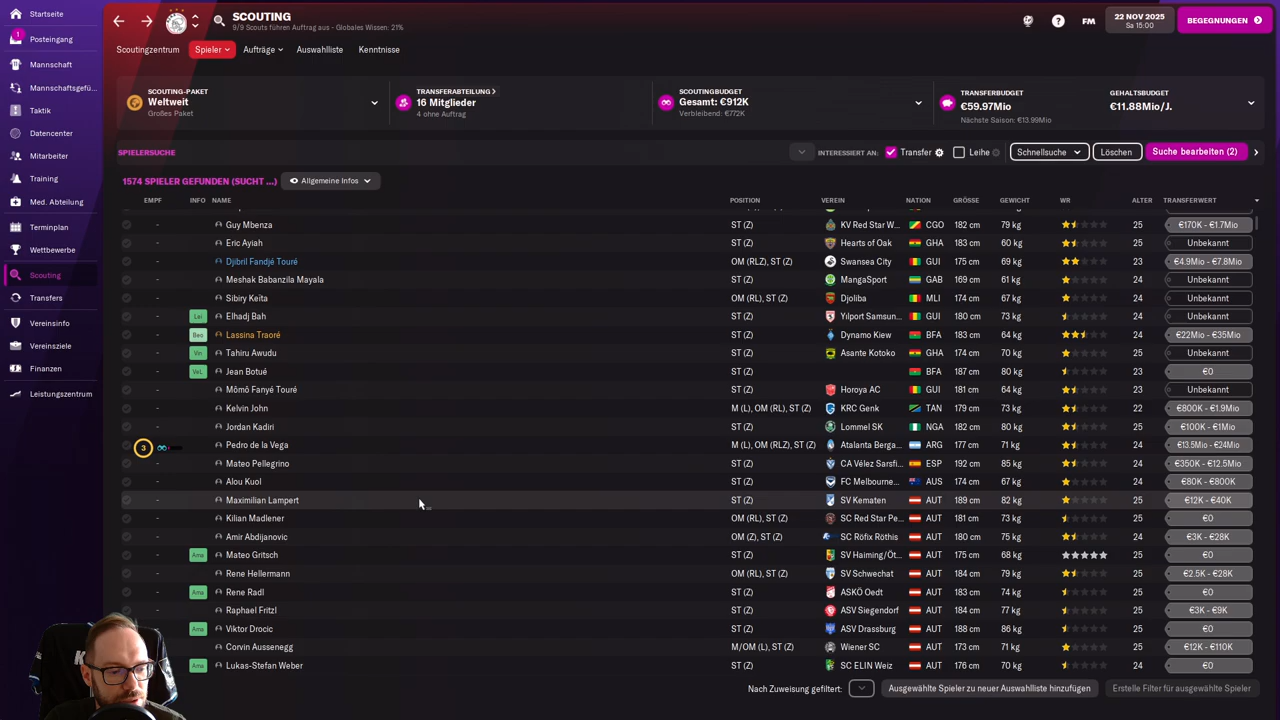 Startseite
1
Posteingang
Mannschaft
Mannschaftsgefü...
Taktik
Datencenter
Mitarbeiter
Training
Med. Abteilung
Terminplan
Wettbewerbe
Scouting
Transfers
Vereinsinfo
Vereinsziele
Finanzen
Leistungszentrum
SCOUTING
9/9 Scouts führen Auftrag aus - Globales Wissen: 21%
FM
22 NOV 2025
Sa 15:00
BEGEGNUNGEN
Scoutingzentrum Spieler Aufträge Auswahlliste Kenntnisse
SCOUTING-PAKET
Weltweit
Großes Paket
TRANSFERABTEILUNG
16 Mitglieder
4 ohne Auftrag
SCOUTINGBUDGET
Gesamt: €912K
Verbleibend: €772K
TRANSFERBUDGET
€59.97Mio
Nächste Saison: €13.99Mio
GEHALTSBUDGET
€11.88Mio/J.
SPIELERSUCHE
INTERESSIERT AN: Transfer Leihe Schnellsuche Löschen Suche bearbeiten (2)
1574 SPIELER GEFUNDEN (SUCHT ...) Allgemeine Infos
EMPF INFO NAME POSITION VEREIN NATION GRÖSSE GEWICHT WR ALTER TRANSFERWERT
- Guy Mbenza ST (Z) KV Red Star W... CGO 182 cm 79 kg 25 €170K - €1.7Mio
- Eric Ayiah ST (Z) Hearts of Oak GHA 183 cm 60 kg 25 Unbekannt
- Djibril Fandjé Touré OM (RLZ), ST (Z) Swansea City GUI 175 cm 69 kg 23 €4.9Mio - €7.8Mio
- Meshak Babanzila Mayala ST (Z) MangaSport GAB 169 cm 61 kg 24 Unbekannt
- Sibiry Keita OM (RLZ), ST (Z) Djoliba MLI 174 cm 67 kg 24 Unbekannt
- Lei Elhadj Bah ST (Z) Yılport Samsun... GUI 180 cm 73 kg 24 Unbekannt
- Beo Lassina Traoré ST (Z) Dynamo Kiew BFA 183 cm 64 kg 24 €22Mio - €35Mio
- Vin Tahiru Awudu ST (Z) Asante Kotoko GHA 174 cm 70 kg 25 Unbekannt
- VeL Jean Botué ST (Z) BFA 187 cm 80 kg 23 €0
- Mômô Fanyé Touré ST (Z) Horoya AC GUI 181 cm 64 kg 23 Unbekannt
- Kelvin John M (L), OM (RL), ST (Z) KRC Genk TAN 179 cm 73 kg 22 €800K - €1.9Mio
- Jordan Kadiri ST (Z) Lommel SK NGA 182 cm 80 kg 25 €100K - €1Mio
3 Pedro de la Vega M (L), OM (RLZ), ST (Z) Atalanta Berga... ARG 177 cm 71 kg 24 €13.5Mio - €24Mio
- Mateo Pellegrino ST (Z) CA Vélez Sarsfi... ESP 192 cm 85 kg 24 €350K - €12.5Mio
- Alou Kuol ST (Z) FC Melbourne... AUS 174 cm 67 kg 24 €80K - €800K
- Maximilian Lampert ST (Z) SV Kematen AUT 189 cm 82 kg 25 €12K - €40K
- Kilian Madlener OM (RL), ST (Z) SC Red Star Pe... AUT 181 cm 73 kg 25 €0
- Amir Abdijanovic OM (Z), ST (Z) SC Röfix Röthis AUT 180 cm 75 kg 24 €3K - €28K
- Ama Mateo Gritsch ST (Z) SV Haiming/Öt... AUT 175 cm 68 kg 25 €0
- Rene Hellermann OM (RL), ST (Z) SV Schwechat AUT 184 cm 79 kg 25 €2.5K - €28K
- Ama Rene Radl ST (Z) ASKÖ Oedt AUT 183 cm 74 kg 25 €0
- Raphael Fritzl ST (Z) ASV Siegendorf AUT 184 cm 77 kg 25 €3K - €9K
- Ama Viktor Drocic ST (Z) ASV Drassburg AUT 188 cm 86 kg 25 €0
- Corvin Aussenegg M/OM (L), ST (Z) Wiener SC AUT 173 cm 71 kg 25 €12K - €110K
- Ama Lukas-Stefan Weber ST (Z) SC ELIN Weiz AUT 176 cm 70 kg 24 €0
Nach Zuweisung gefiltert: Ausgewählte Spieler zu neuer Auswahlliste hinzufügen Erstelle Filter für ausgewählte Spieler